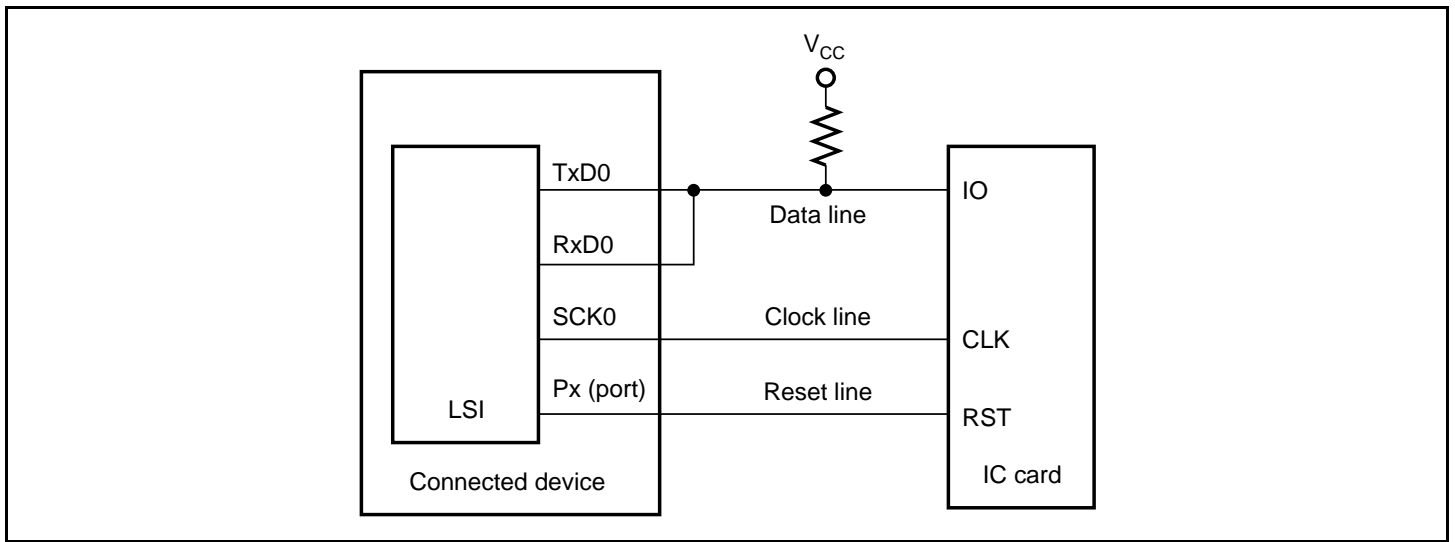 VCC
TxD0
IO
Data line
RxD0
SCK0
Clock line
CLK
Px (port)
Reset line
LSI
RST
Connected device
IC card